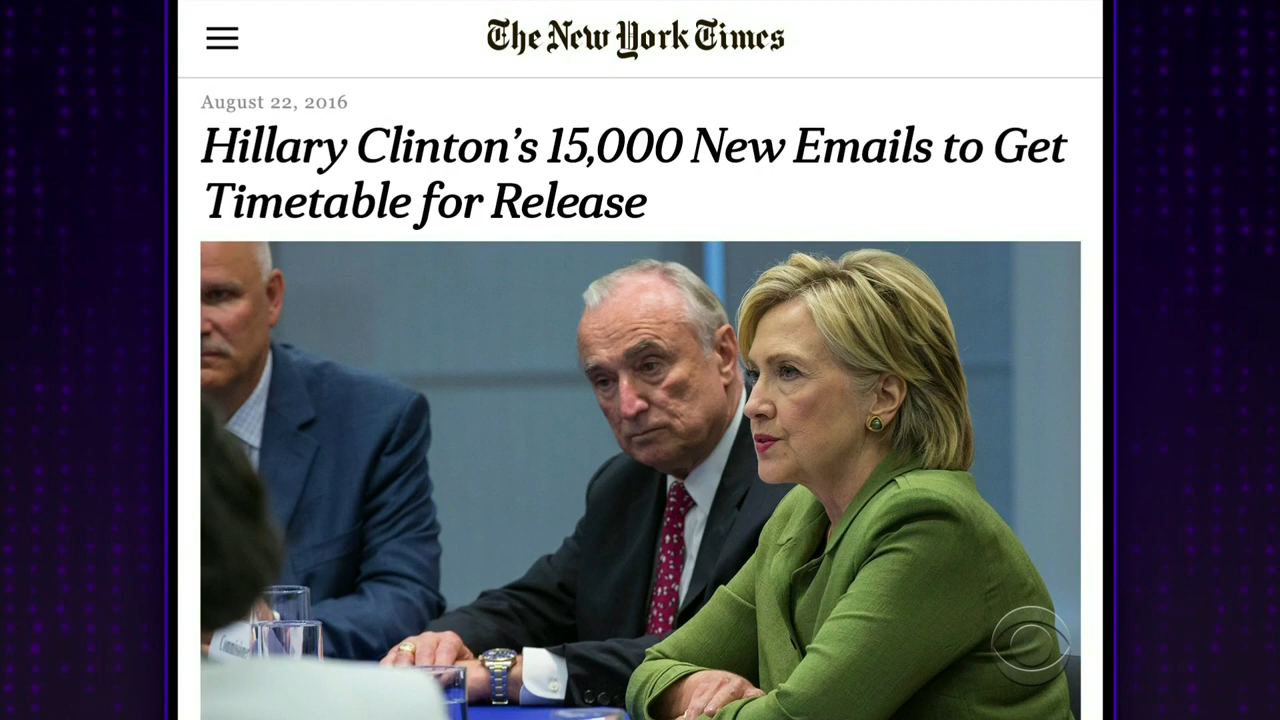 The New York Times
August 22, 2016
Hillary Clinton's 15,000 New Emails to Get
Timetable for Release